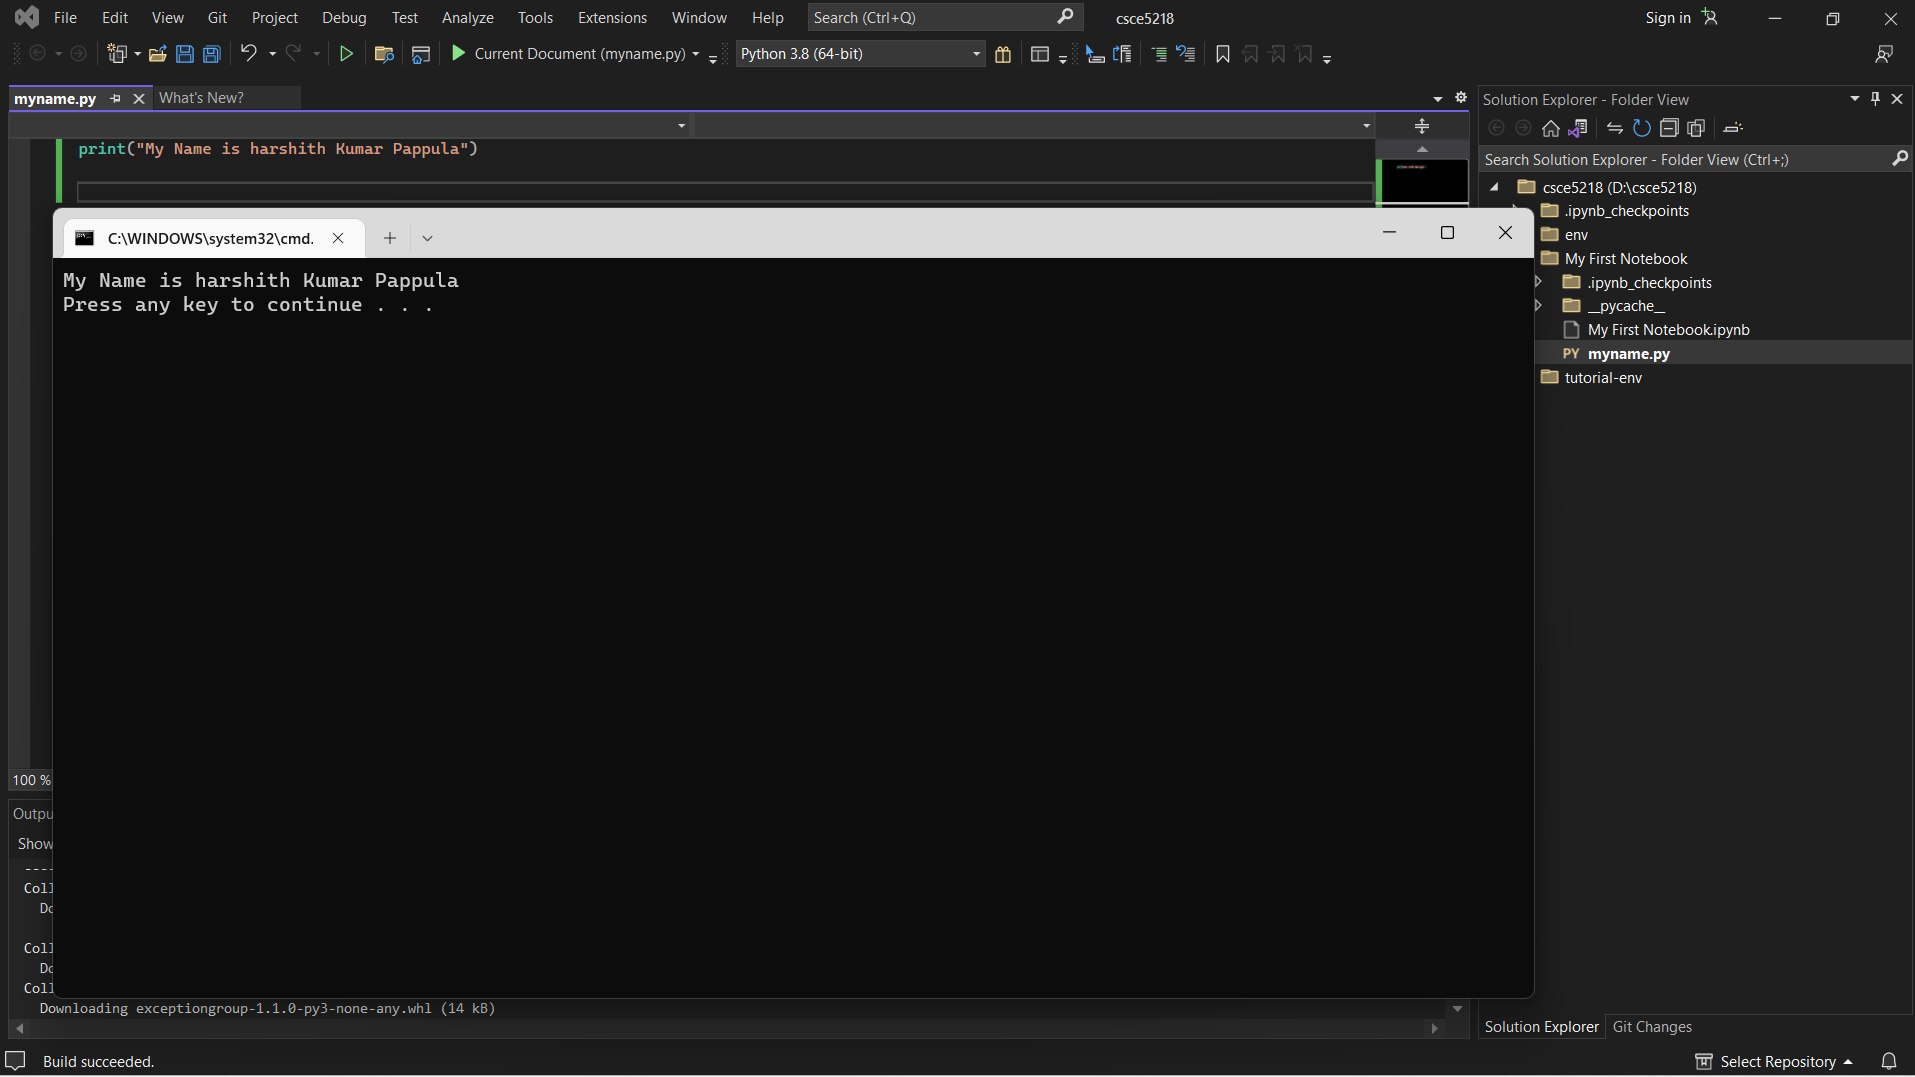 File Edit View Git Project Debug Test Analyze Tools Extensions Window Help Search (Ctrl+Q) csce5218 Sign in
Current Document (myname.py) Python 3.8 (64-bit)
myname.py What's New?
print("My Name is harshith Kumar Pappula")
C:\WINDOWS\system32\cmd.
My Name is harshith Kumar Pappula
Press any key to continue . . .
100 %
Outpu
Show
----
Coll
Do
Coll
Do
Coll
Downloading exceptiongroup-1.1.0-py3-none-any.whl (14 kB)
Solution Explorer - Folder View
Search Solution Explorer - Folder View (Ctrl+;)
csce5218 (D:\csce5218)
.ipynb_checkpoints
env
My First Notebook
.ipynb_checkpoints
__pycache__
My First Notebook.ipynb
PY myname.py
tutorial-env
Solution Explorer Git Changes
Build succeeded.
Select Repository